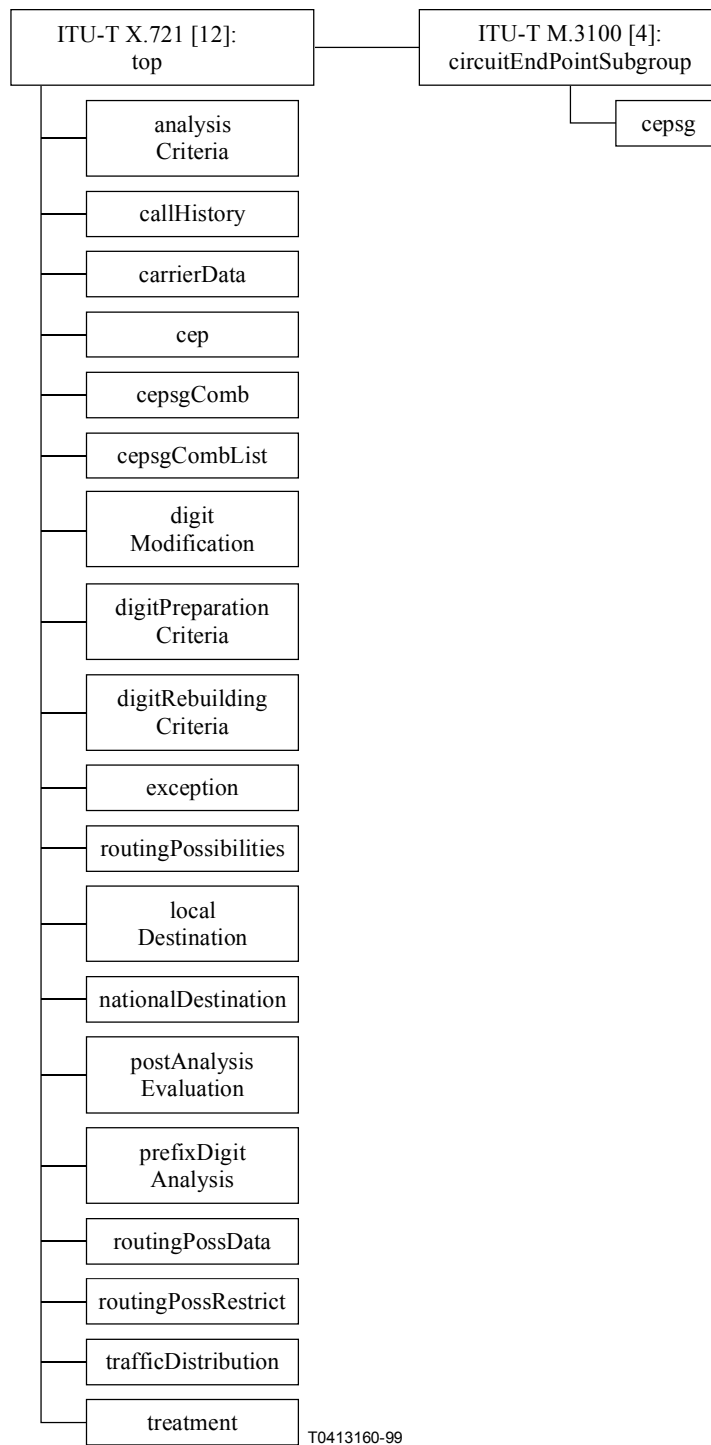 ITU-T X.721 [12]:
top
ITU-T M.3100 [4]:
circuitEndPointSubgroup
cepsg
analysis
Criteria
callHistory
carrierData
cep
cepsgComb
cepsgCombList
digit
Modification
digitPreparation
Criteria
digitRebuilding
Criteria
exception
routingPossibilities
local
Destination
nationalDestination
postAnalysis
Evaluation
prefixDigit
Analysis
routingPossData
routingPossRestrict
trafficDistribution
treatment
T0413160-99